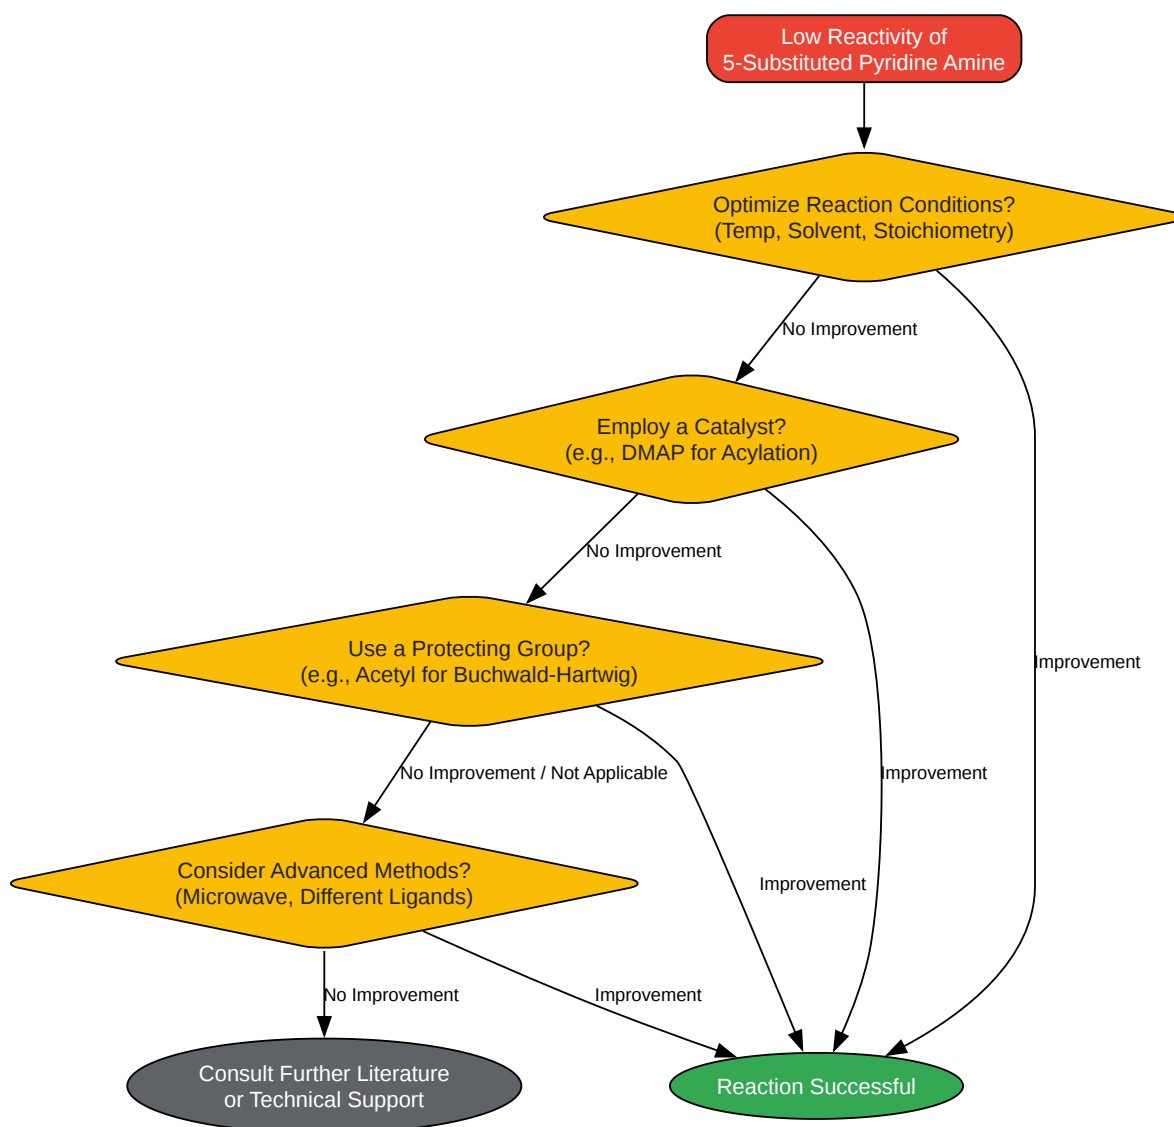 Low Reactivity of
5-Substituted Pyridine Amine
Optimize Reaction Conditions?
(Temp, Solvent, Stoichiometry)
No Improvement
Employ a Catalyst?
(e.g., DMAP for Acylation)
No Improvement
Use a Protecting Group?
(e.g., Acetyl for Buchwald-Hartwig)
Improvement
No Improvement / Not Applicable
Improvement
Consider Advanced Methods?
(Microwave, Different Ligands)
Improvement
No Improvement
Improvement
Consult Further Literature
or Technical Support
Reaction Successful